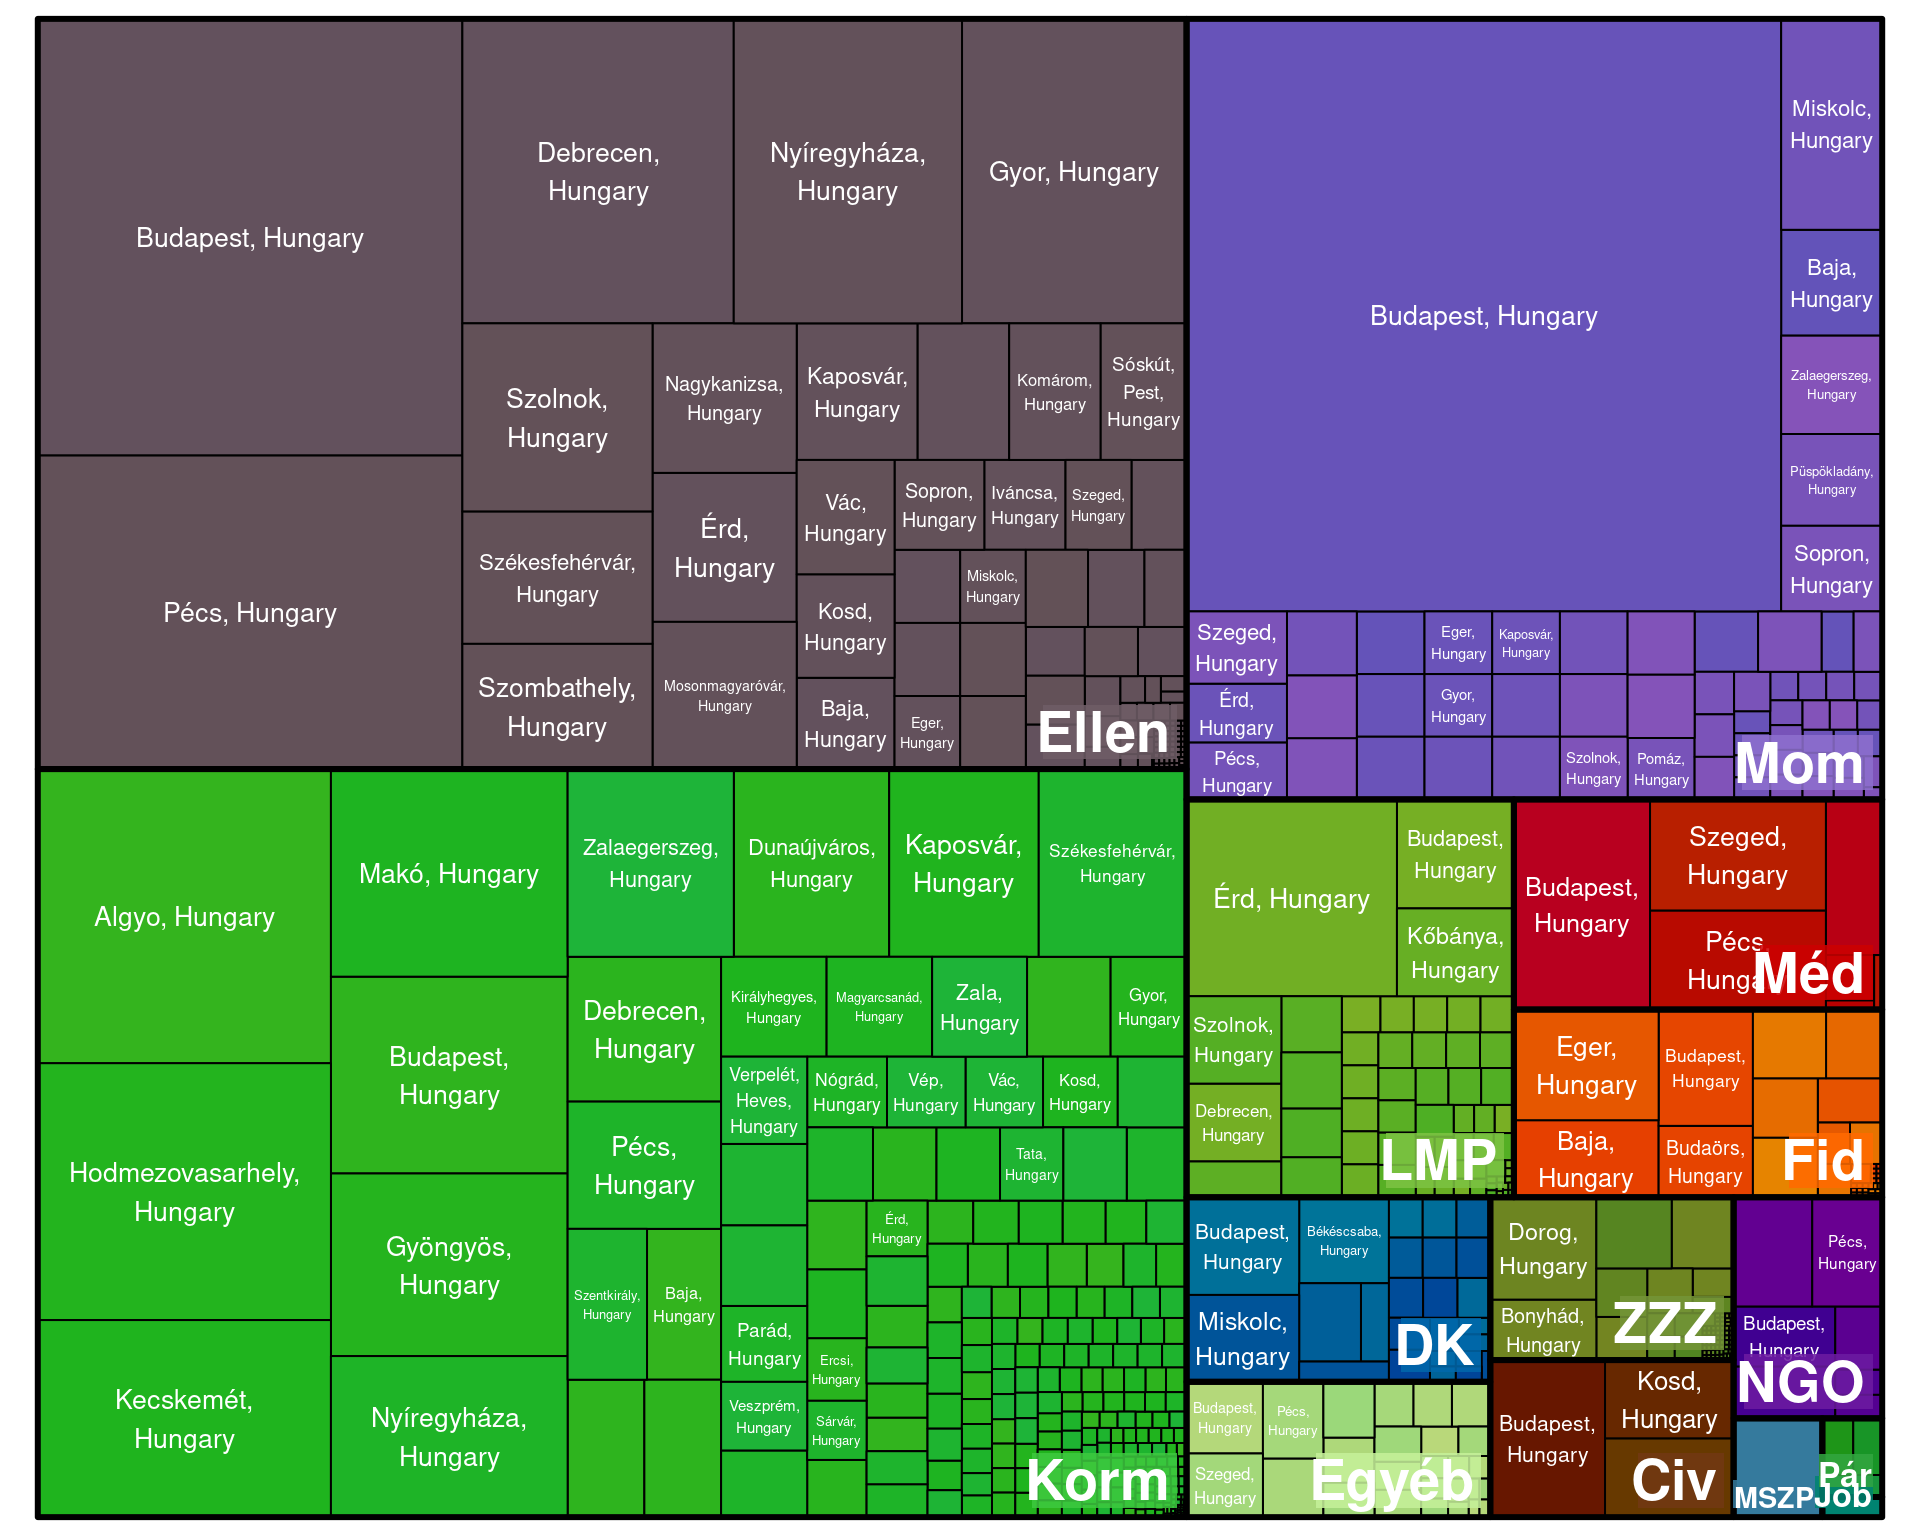 Budapest, Hungary
Debrecen,
Hungary
Nyíregyháza,
Hungary
Gyor, Hungary
Pécs, Hungary
Szolnok,
Hungary
Nagykanizsa,
Hungary
Kaposvár,
Hungary
Komárom,
Hungary
Sóskút,
Pest,
Hungary
Székesfehérvár,
Hungary
Érd,
Hungary
Vác,
Hungary
Sopron,
Hungary
Iváncsa,
Hungary
Szeged,
Hungary
Miskolc,
Hungary
Kosd,
Hungary
Szombathely,
Hungary
Mosonmagyaróvár,
Hungary
Baja,
Hungary
Eger,
Hungary
Ellen
Budapest, Hungary
Miskolc,
Hungary
Baja,
Hungary
Zalaegerszeg,
Hungary
Püspökladány,
Hungary
Sopron,
Hungary
Szeged,
Hungary
Eger,
Hungary
Kaposvár,
Hungary
Érd,
Hungary
Gyor,
Hungary
Pécs,
Hungary
Szolnok,
Hungary
Pomáz,
Hungary
Mom
Algyo, Hungary
Makó, Hungary
Zalaegerszeg,
Hungary
Dunaújváros,
Hungary
Kaposvár,
Hungary
Székesfehérvár,
Hungary
Hodmezovasarhely,
Hungary
Budapest,
Hungary
Debrecen,
Hungary
Királyhegyes,
Hungary
Magyarcsanád,
Hungary
Zala,
Hungary
Gyor,
Hungary
Verpelét,
Heves,
Hungary
Nógrád,
Hungary
Vép,
Hungary
Vác,
Hungary
Kosd,
Hungary
Pécs,
Hungary
Tata,
Hungary
Gyöngyös,
Hungary
Érd,
Hungary
Szentkirály,
Hungary
Baja,
Hungary
Parád,
Hungary
Ercsi,
Hungary
Kecskemét,
Hungary
Nyíregyháza,
Hungary
Veszprém,
Hungary
Sárvár,
Hungary
Korm
Érd, Hungary
Budapest,
Hungary
Kőbánya,
Hungary
Szolnok,
Hungary
Debrecen,
Hungary
LMP
Budapest,
Hungary
Szeged,
Hungary
Pécs,
Hungary
Méd
Eger,
Hungary
Budapest,
Hungary
Baja,
Hungary
Budaörs,
Hungary
Fid
Budapest,
Hungary
Békéscsaba,
Hungary
Miskolc,
Hungary
DK
Dorog,
Hungary
Bonyhád,
Hungary
ZZZ
Pécs,
Hungary
Budapest,
Hungary
NGO
Budapest,
Hungary
Pécs,
Hungary
Szeged,
Hungary
Egyéb
Budapest,
Hungary
Kosd,
Hungary
Civ
MSZP
Pár
Job